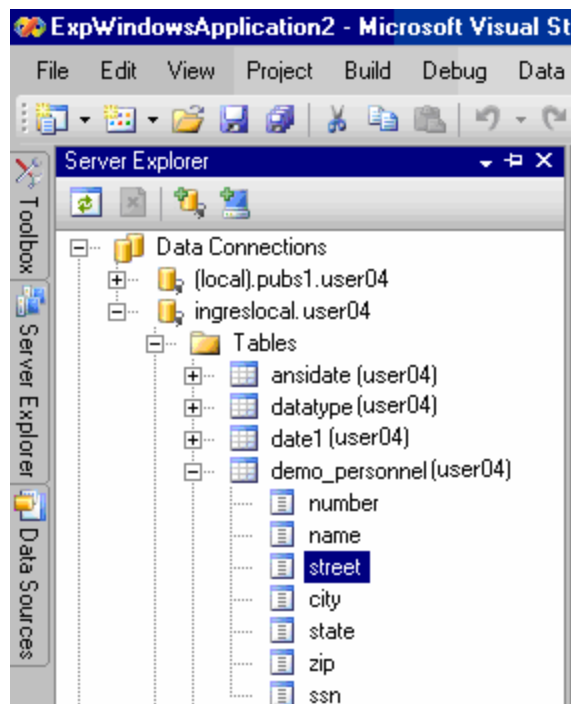 ExpWindowsApplication2 - Microsoft Visual St
File Edit View Project Build Debug Data
Server Explorer
Toolbox
Server Explorer
Data Sources
Data Connections
(local).pubs1.user04
ingreslocal.user04
Tables
ansidate (user04)
datatype (user04)
date1 (user04)
demo_personnel (user04)
number
name
street
city
state
zip
ssn